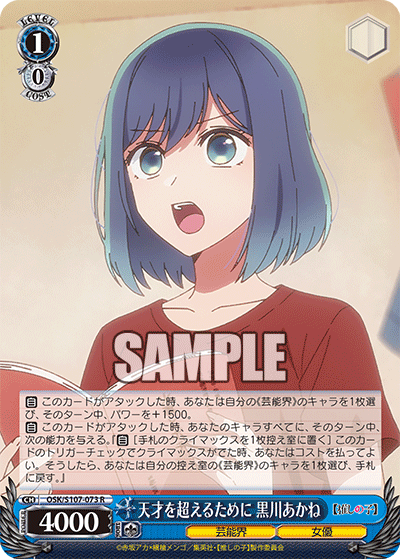 LEVEL
1
0
COST
SAMPLE
自 このカードがアタックした時、あなたは自分の《芸能界》のキャラを1枚選
び、そのターン中、パワーを+1500。
自 このカードがアタックした時、あなたのキャラすべてに、そのターン中、
次の能力を与える。『自［手札のクライマックスを1枚控え室に置く］このカー
ドのトリガーチェックでクライマックスがでた時、あなたはコストを払ってよ
い。そうしたら、あなたは自分の控え室の《芸能界》のキャラを1枚選び、手
札に戻す。』
CH OSK/S107-073 R
天才を超えるために 黒川あかね
【推しの子】
4000
芸能界
女優
©赤坂アカ×横槍メンゴ/集英社・【推しの子】製作委員会